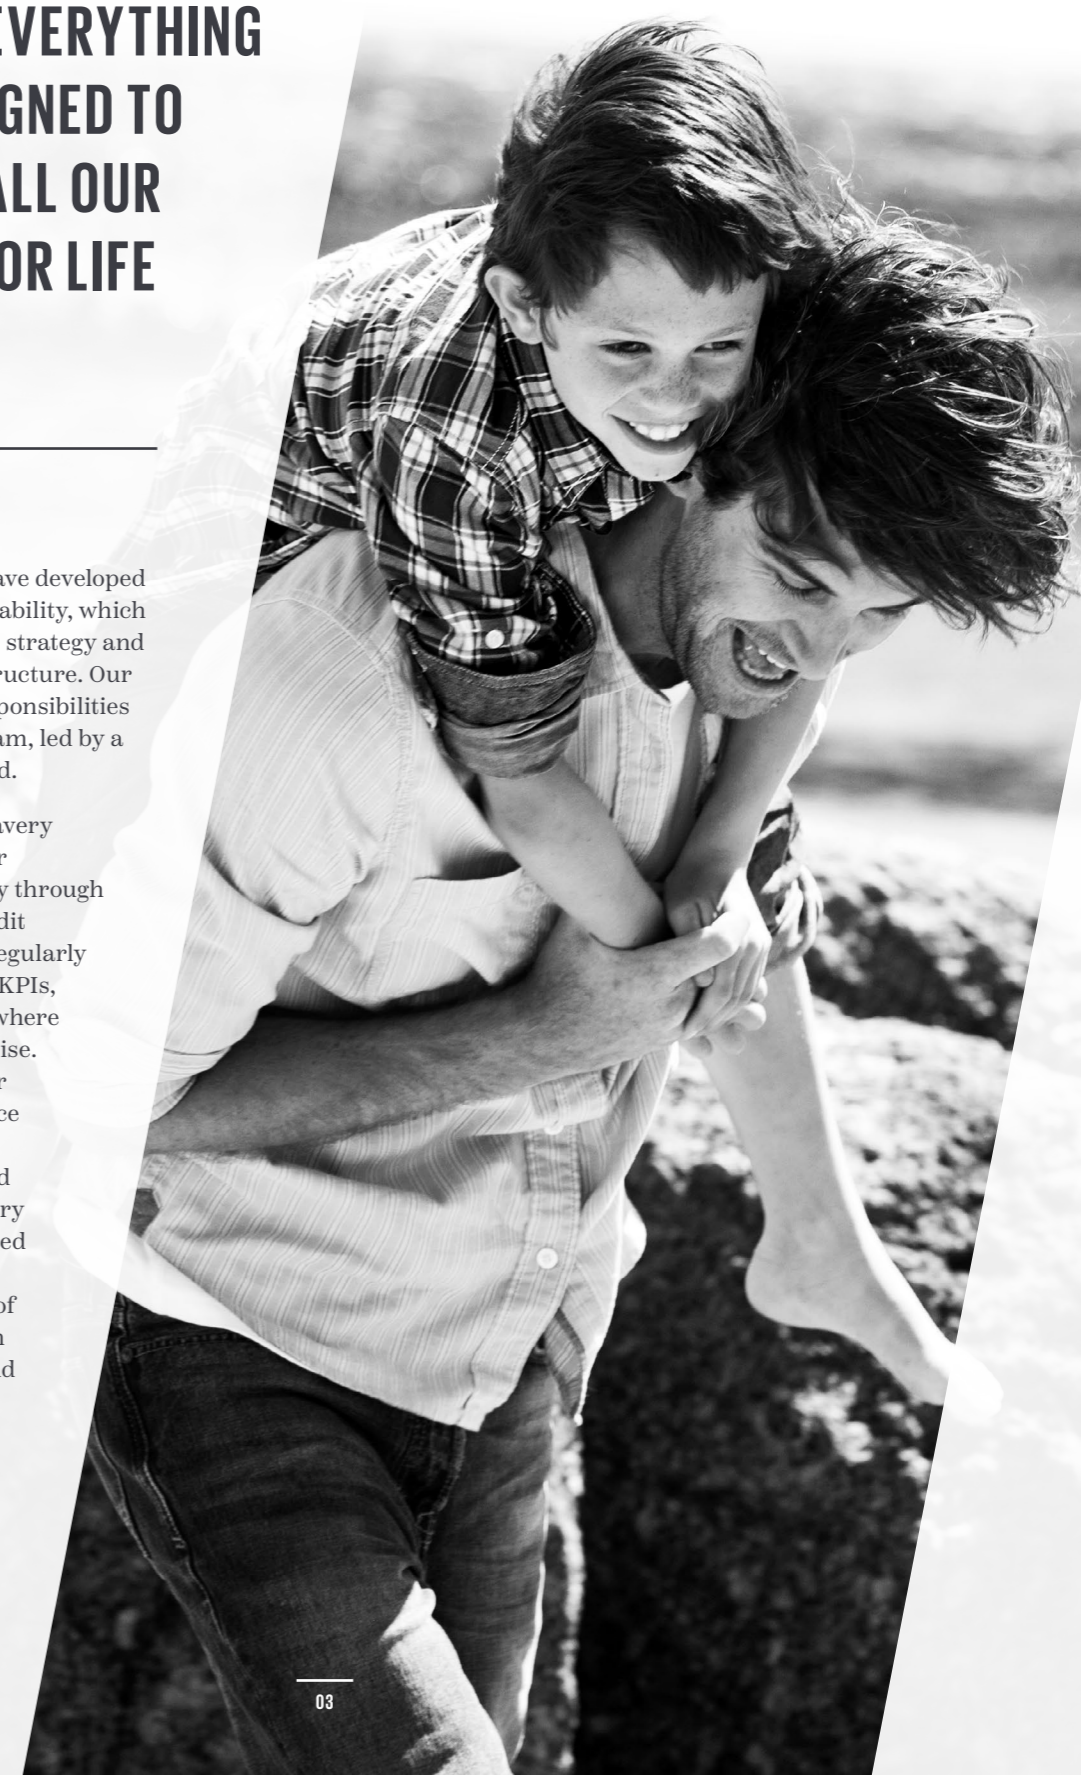 EVERYTHING
GNED TO
ALL OUR
OR LIFE
ave developed
ability, which
strategy and
ructure. Our
ponsibilities
am, led by a
d.
avery
r
y through
dit
egularly
KPIs,
where
ise.
r
ce
d
ry
ed
of
n
d
03